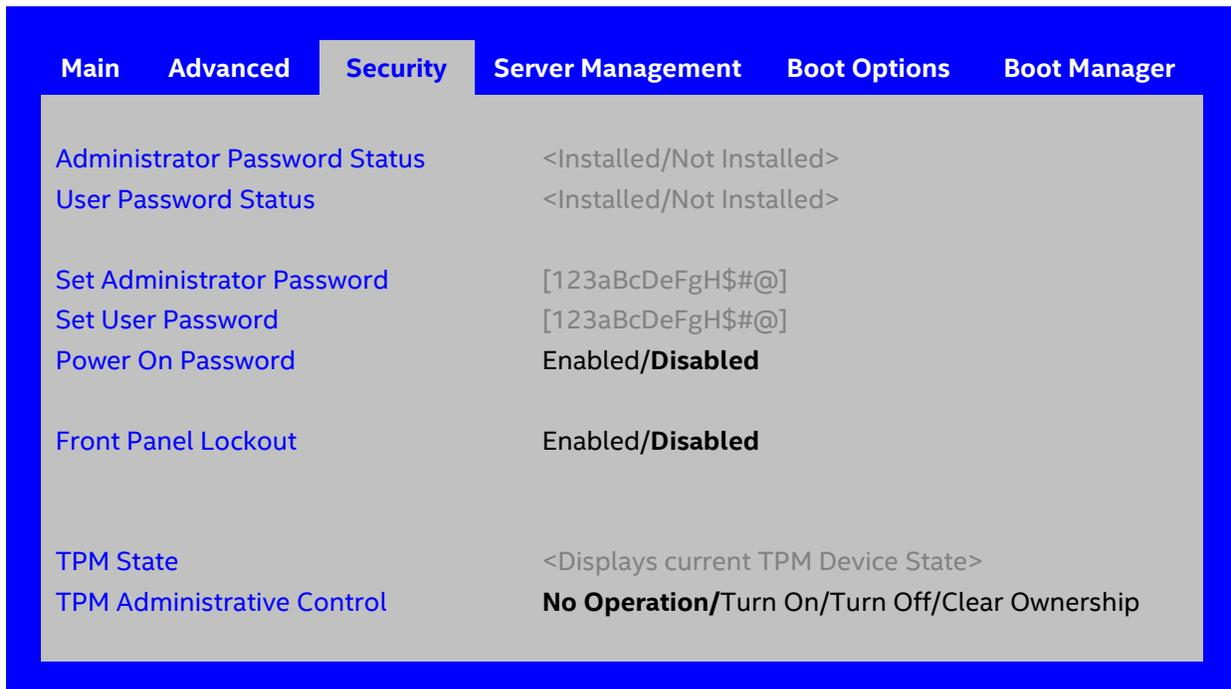 Main Advanced Security Server Management Boot Options Boot Manager
Administrator Password Status <Installed/Not Installed>
User Password Status <Installed/Not Installed>
Set Administrator Password [123aBcDeFgH$#@]
Set User Password [123aBcDeFgH$#@]
Power On Password Enabled/Disabled
Front Panel Lockout Enabled/Disabled
TPM State <Displays current TPM Device State>
TPM Administrative Control No Operation/Turn On/Turn Off/Clear Ownership